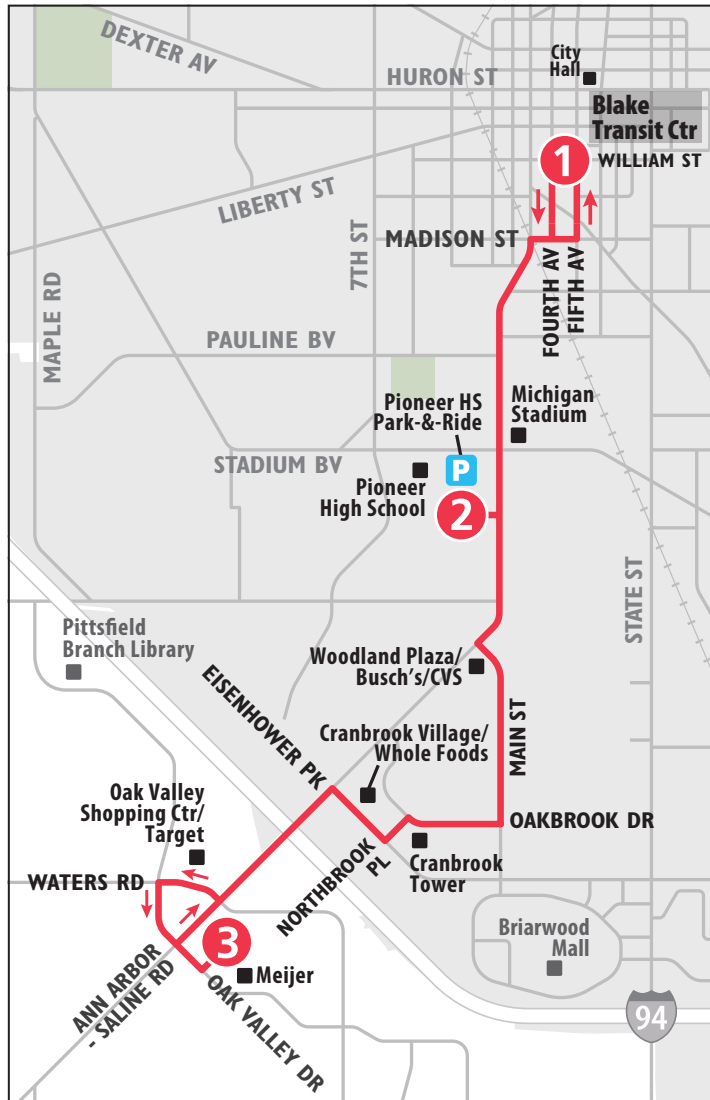 DEXTER AV
City
Hall
HURON ST
Blake
Transit Ctr
1
WILLIAM ST
LIBERTY ST
7TH ST
MADISON ST
FOURTH AV
FIFTH AV
MAPLE RD
PAULINE BV
Pioneer HS
Park-&-Ride
Michigan
Stadium
STADIUM BV
P
Pioneer
High School
2
STATE ST
Pittsfield
Branch Library
Woodland Plaza/
Busch's/CVS
EISENHOWER PK
MAIN ST
Cranbrook Village/
Whole Foods
Oak Valley
Shopping Ctr/
Target
OAKBROOK DR
NORTHBROOK
PL
Cranbrook
Tower
WATERS RD
3
Briarwood
Mall
Meijer
ANN ARBOR
- SALINE RD
OAK VALLEY DR
94